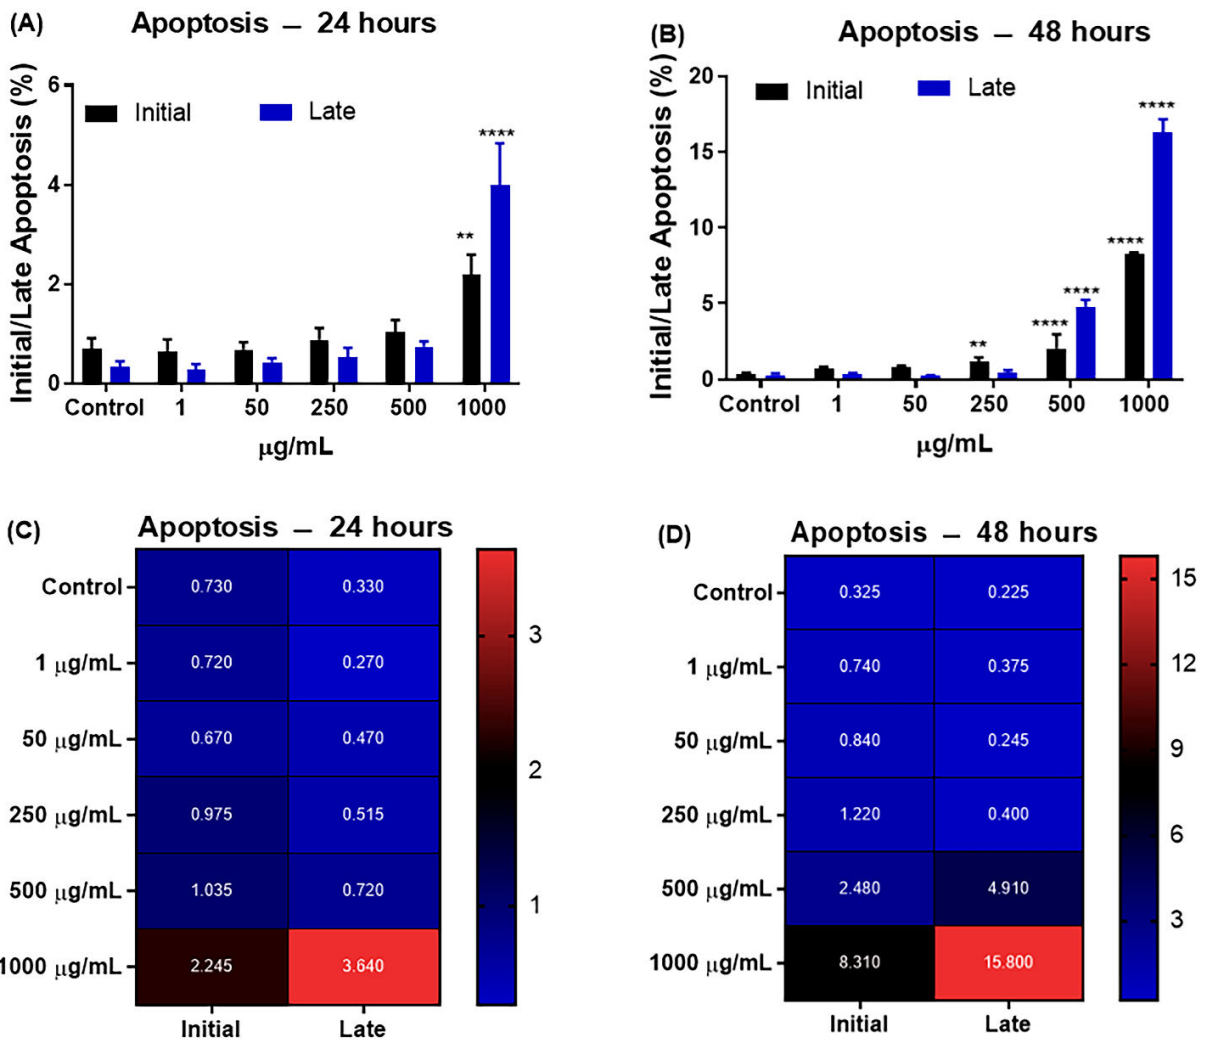 (A) Apoptosis – 24 hours
Initial/Late Apoptosis (%)
Initial Late
6
4
2
0
**
****
Control 1 50 250 500 1000
µg/mL
(B) Apoptosis – 48 hours
Initial/Late Apoptosis (%)
Initial Late
20
15
10
5
0
**
****
****
****
****
Control 1 50 250 500 1000
µg/mL
(C) Apoptosis – 24 hours
Control 0.730 0.330
1 µg/mL 0.720 0.270
50 µg/mL 0.670 0.470
250 µg/mL 0.975 0.515
500 µg/mL 1.035 0.720
1000 µg/mL 2.245 3.640
Initial Late
3
2
1
(D) Apoptosis – 48 hours
Control 0.325 0.225
1 µg/mL 0.740 0.375
50 µg/mL 0.840 0.245
250 µg/mL 1.220 0.400
500 µg/mL 2.480 4.910
1000 µg/mL 8.310 15.800
Initial Late
15
12
9
6
3